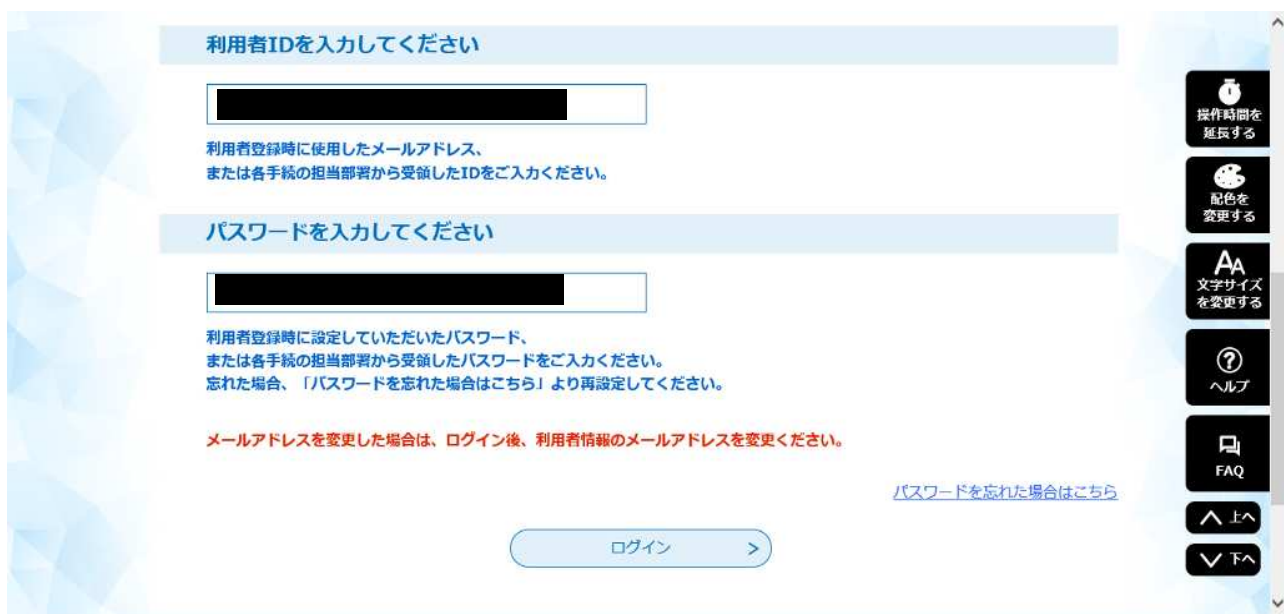 利用者IDを入力してください
利用者登録時に使用したメールアドレス、
または各手続の担当部署から受領したIDをご入力ください。
パスワードを入力してください
利用者登録時に設定していただいたパスワード、
または各手続の担当部署から受領したパスワードをご入力ください。
忘れた場合、「パスワードを忘れた場合はこちら」より再設定してください。
メールアドレスを変更した場合は、ログイン後、利用者情報のメールアドレスを変更ください。
パスワードを忘れた場合はこちら
ログイン
操作時間を
延長する
配色を
変更する
AA
文字サイズ
を変更する
ヘルプ
FAQ
上へ
下へ